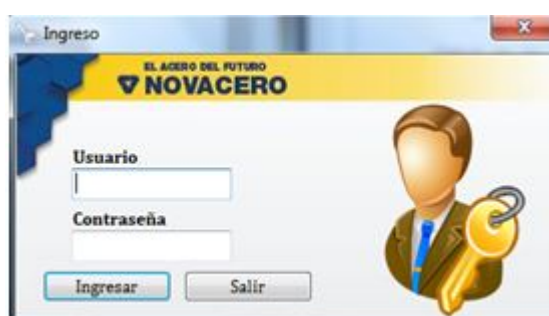 Ingreso
EL ACERO DEL FUTURO
NOVACERO
Usuario
Contraseña
Ingresar Salir